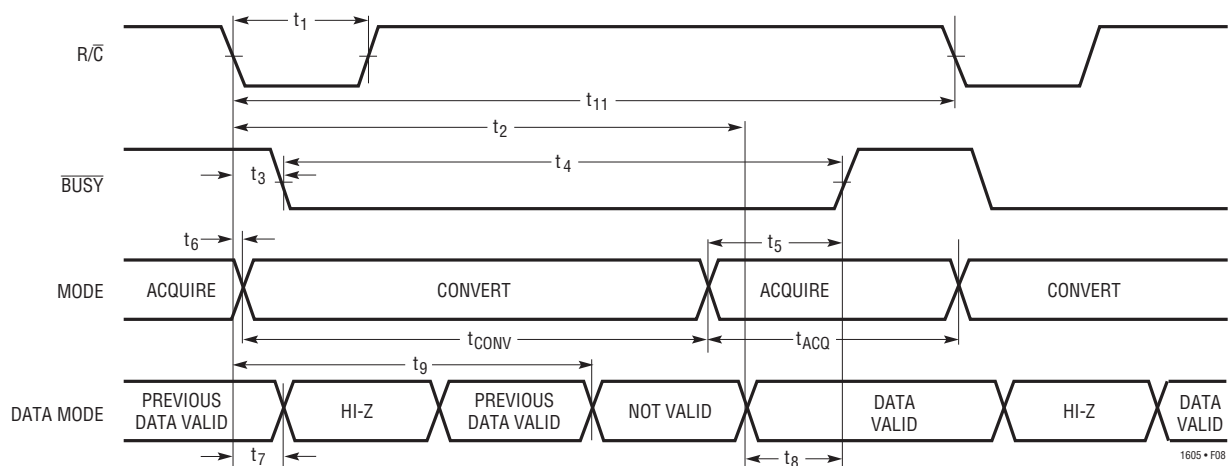 t1
R/C̅
t11
t2
t4
B̅U̅S̅Y̅
t3
t6
t5
MODE
ACQUIRE
CONVERT
ACQUIRE
CONVERT
tCONV
tACQ
t9
DATA MODE
PREVIOUS
DATA VALID
HI-Z
PREVIOUS
DATA VALID
NOT VALID
DATA
VALID
HI-Z
DATA
VALID
t7
t8
1605 • F08